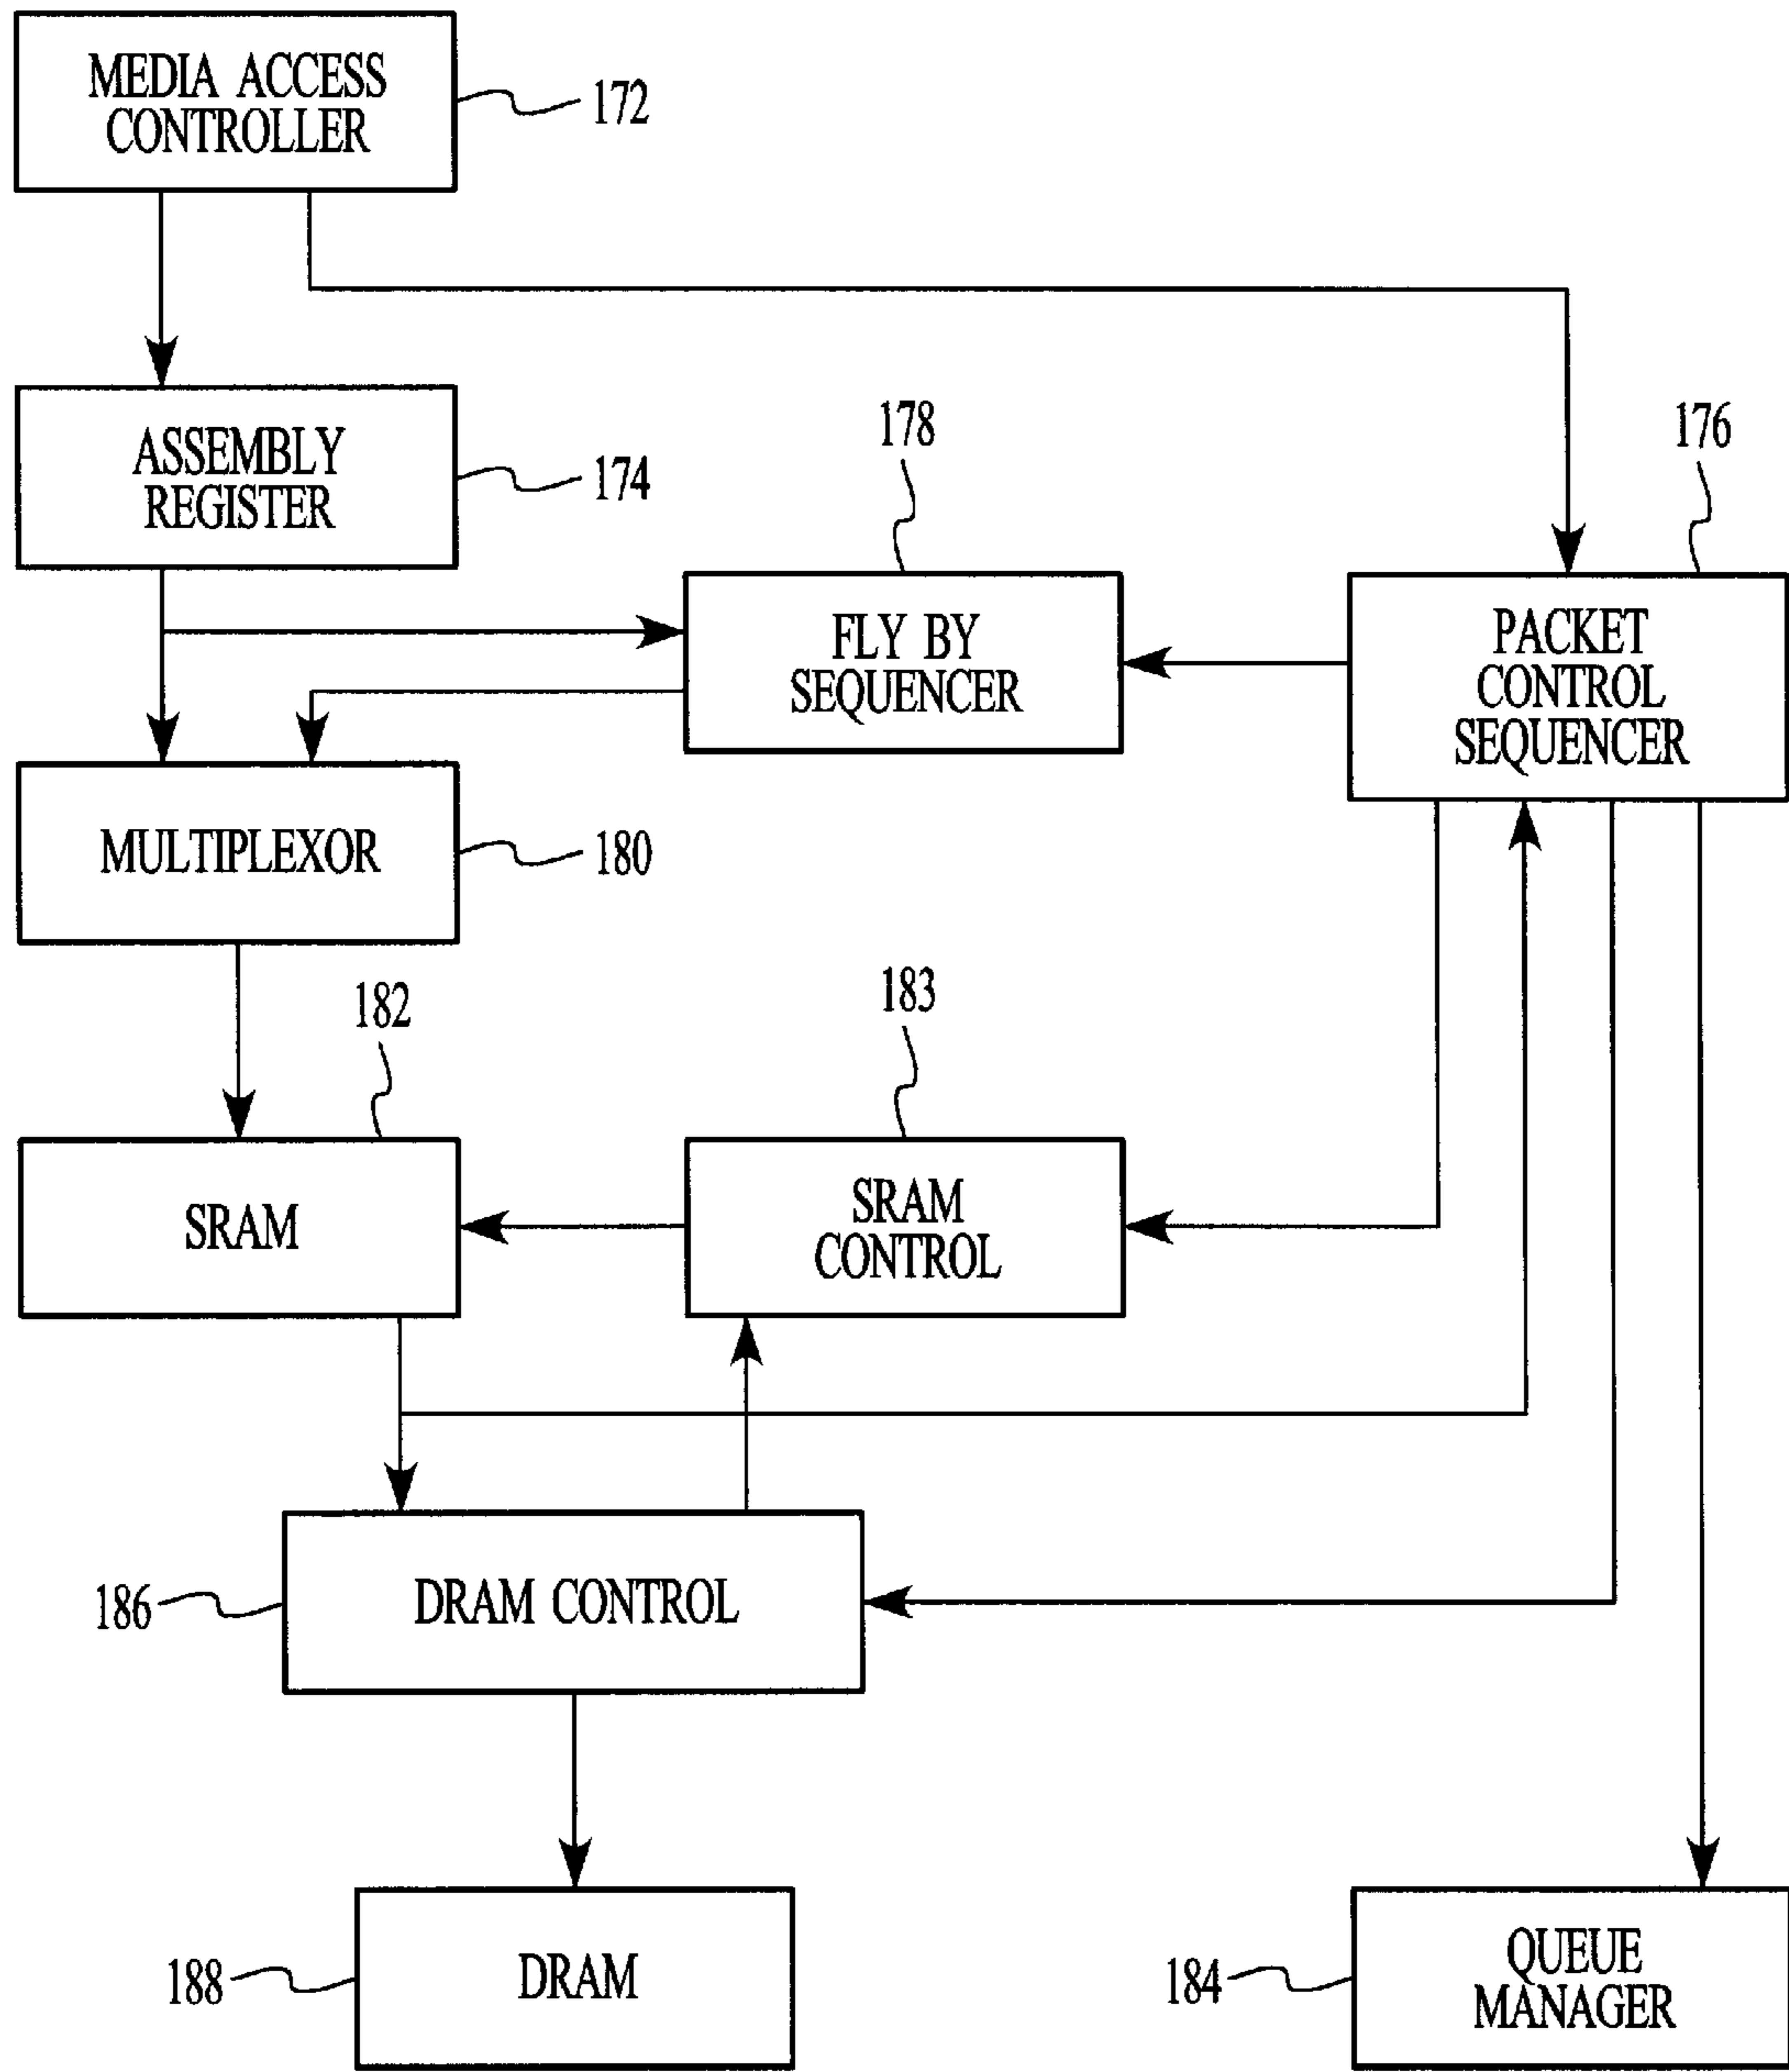 MEDIA ACCESS
CONTROLLER
172
ASSEMBLY
REGISTER
174
178
176
FLY BY
SEQUENCER
PACKET
CONTROL
SEQUENCER
MULTIPLEXOR
180
182
183
SRAM
SRAM
CONTROL
186
DRAM CONTROL
188
DRAM
184
QUEUE
MANAGER